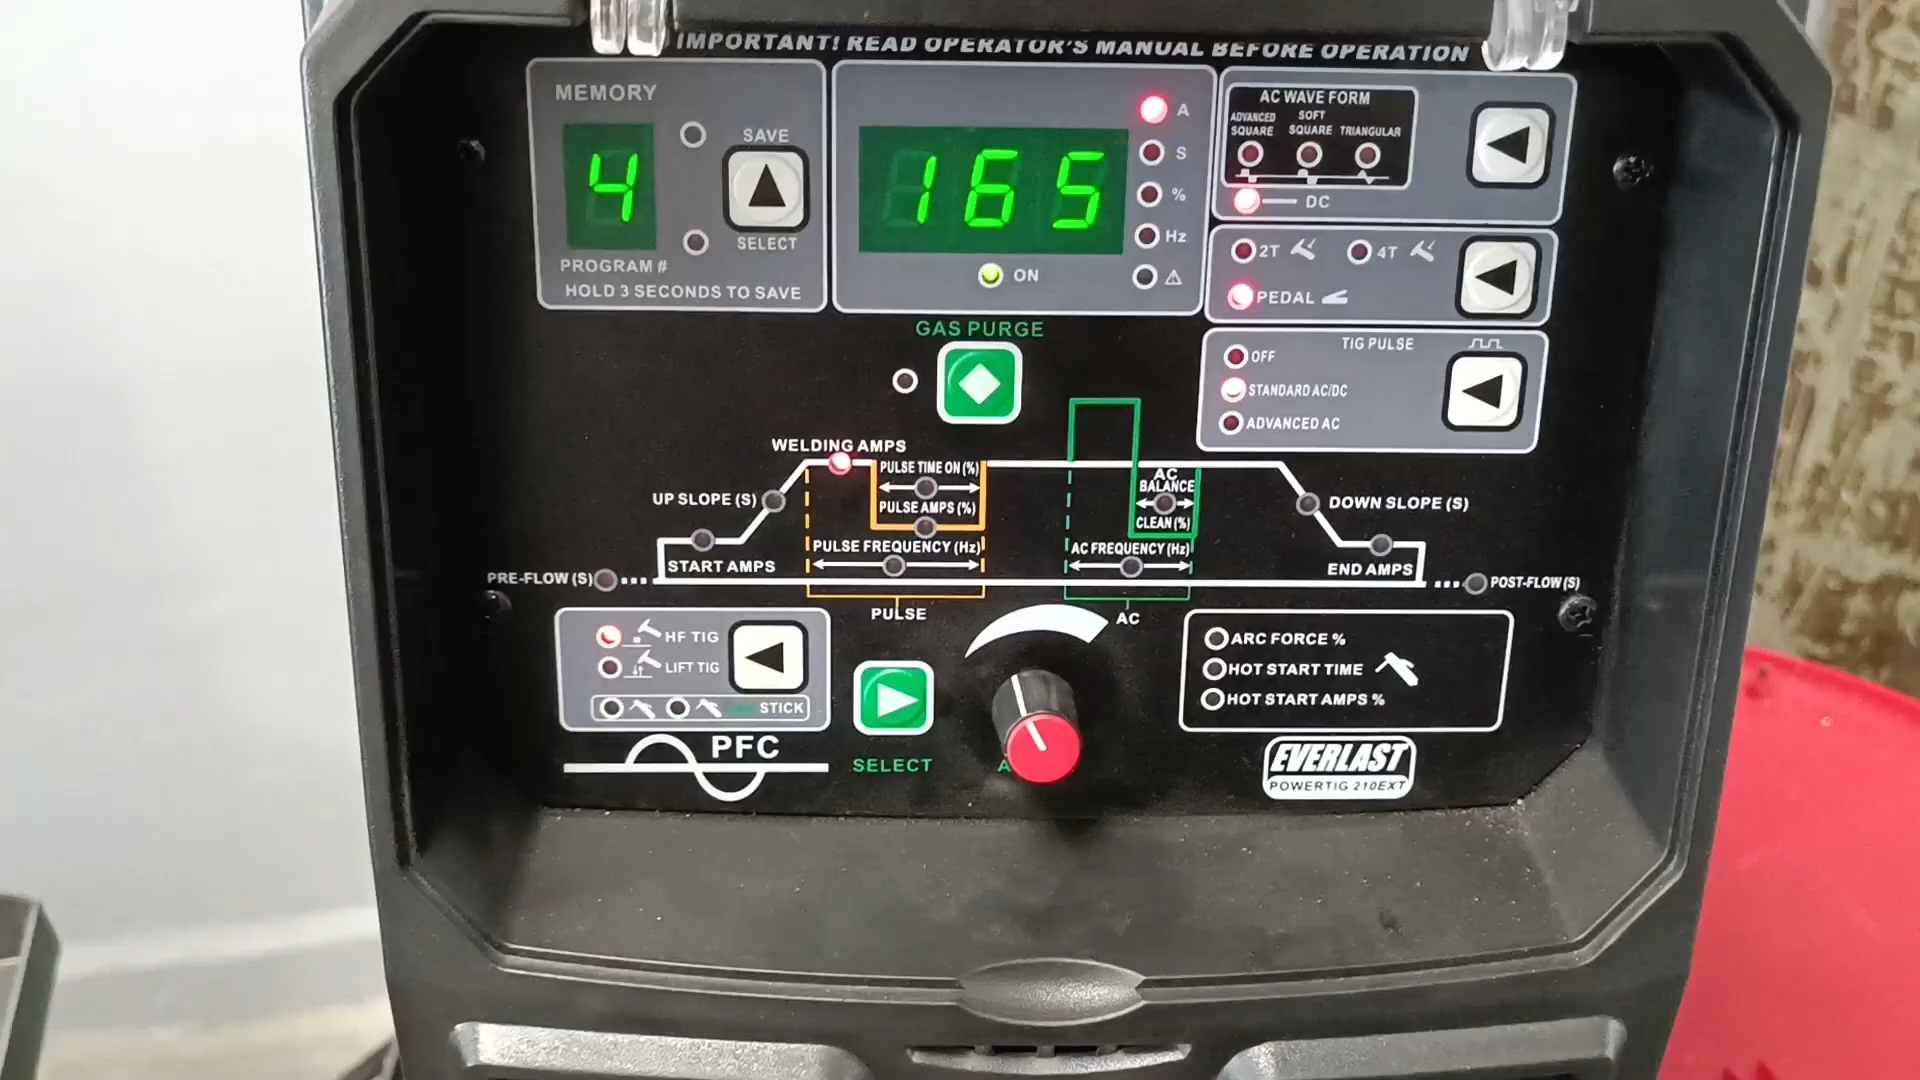 IMPORTANT! READ OPERATOR'S MANUAL BEFORE OPERATION
MEMORY
4
SAVE
SELECT
PROGRAM #
HOLD 3 SECONDS TO SAVE
165
A
S
%
Hz
ON
AC WAVE FORM
ADVANCED SQUARE
SOFT SQUARE
TRIANGULAR
DC
2T
4T
PEDAL
TIG PULSE
OFF
STANDARD AC/DC
ADVANCED AC
GAS PURGE
WELDING AMPS
PULSE TIME ON (%)
UP SLOPE (S)
PULSE AMPS (%)
PULSE FREQUENCY (Hz)
START AMPS
PRE-FLOW (S)
PULSE
AC
BALANCE
CLEAN (%)
AC FREQUENCY (Hz)
AC
DOWN SLOPE (S)
END AMPS
POST-FLOW (S)
HF TIG
LIFT TIG
STICK
PFC
SELECT
ARC FORCE %
HOT START TIME
HOT START AMPS %
EVERLAST
POWERTIG 210EXT